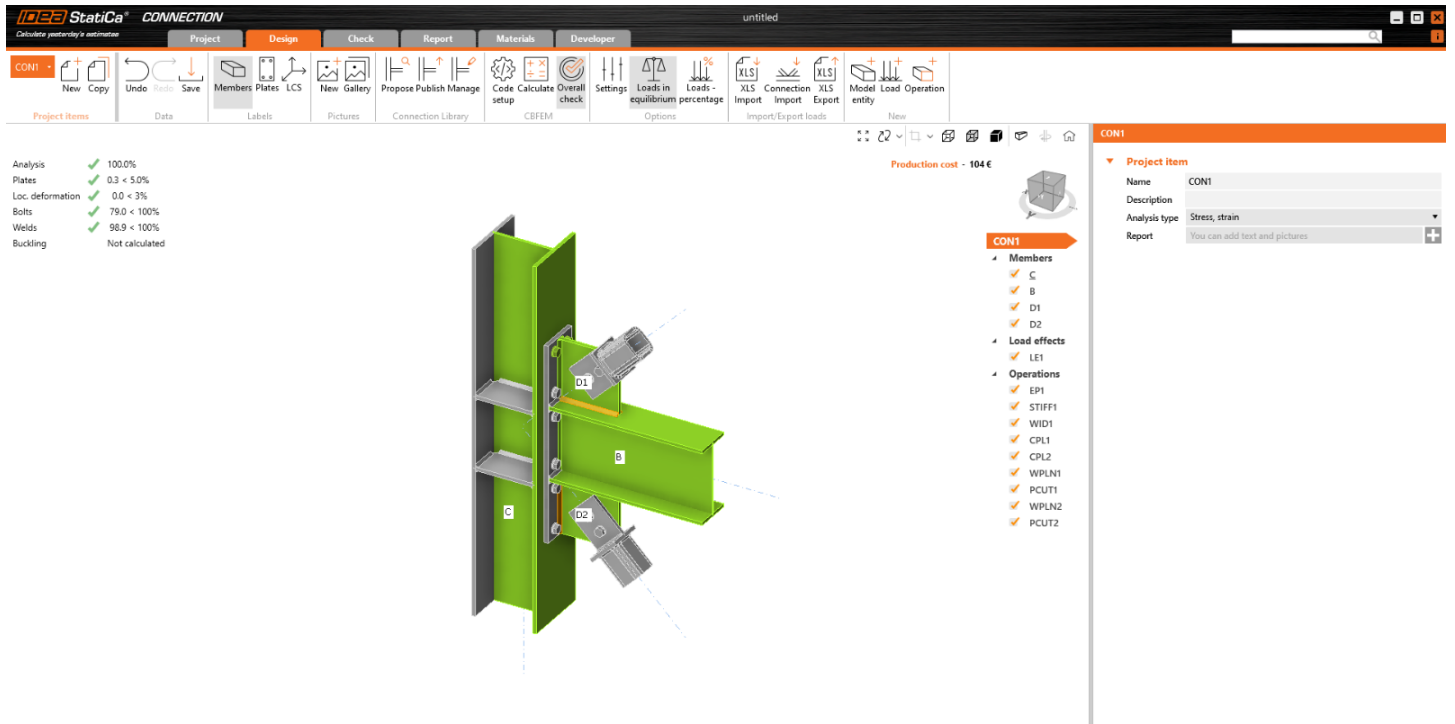 IDEA StatiCa® CONNECTION
untitled
Calculate yesterday's estimates
Project Design Check Report Materials Developer
CON1
New Copy Undo Redo Save Members Plates LCS New Gallery Propose Publish Manage Code setup Calculate Overall check Settings Loads in equilibrium Loads - percentage XLS Import Connection Import XLS Export Model entity Load Operation
Project items Data Labels Pictures Connection Library CBFEM Options Import/Export loads New
Analysis 100.0%
Plates 0.3 < 5.0%
Loc. deformation 0.0 < 3%
Bolts 79.0 < 100%
Welds 98.9 < 100%
Buckling Not calculated
Production cost - 104 €
D1
B
C
D2
CON1
Members
C
B
D1
D2
Load effects
LE1
Operations
EP1
STIFF1
WID1
CPL1
CPL2
WPLN1
PCUT1
WPLN2
PCUT2
CON1
Project item
Name CON1
Description
Analysis type Stress, strain
Report You can add text and pictures